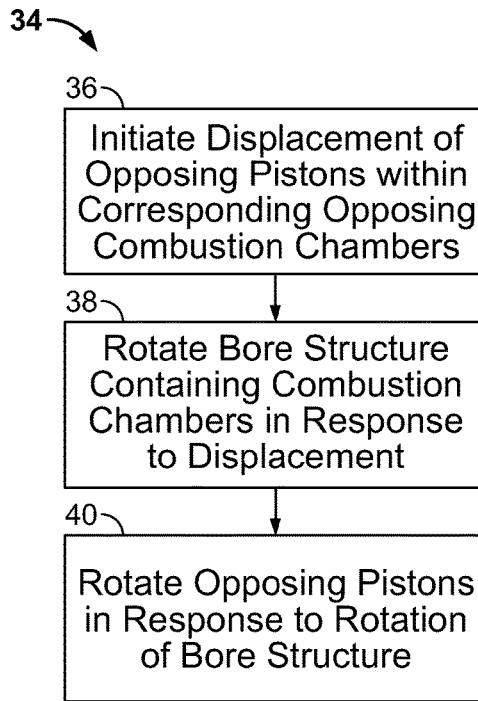 34
36
Initiate Displacement of
Opposing Pistons within
Corresponding Opposing
Combustion Chambers
38
Rotate Bore Structure
Containing Combustion
Chambers in Response
to Displacement
40
Rotate Opposing Pistons
in Response to Rotation
of Bore Structure